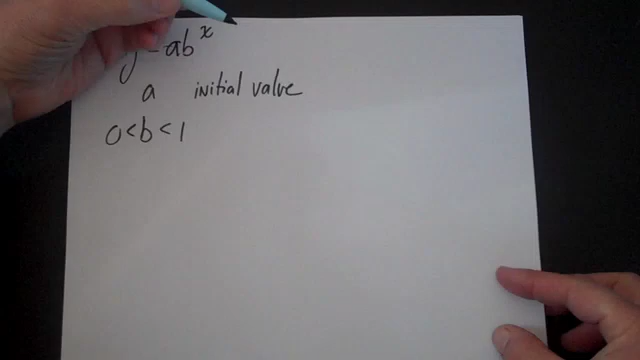 y = ab^x
a initial value
0 < b < 1